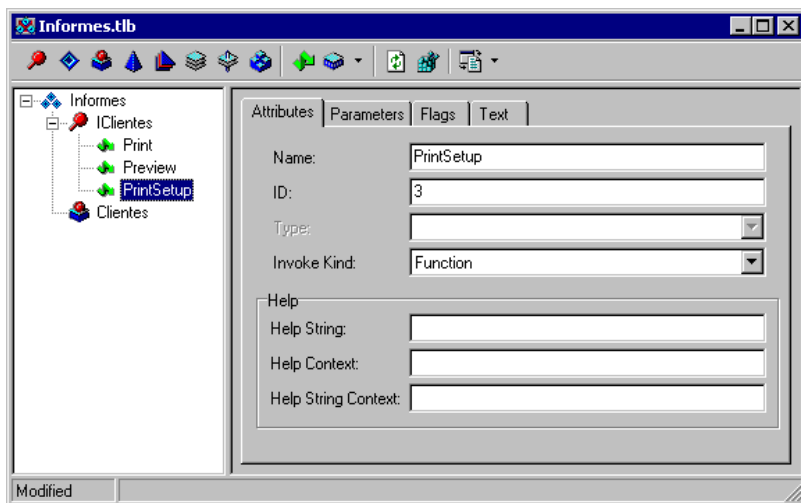 Informes.tlb
Informes
IClientes
Print
Preview
PrintSetup
Clientes
Attributes Parameters Flags Text
Name: PrintSetup
ID: 3
Type:
Invoke Kind: Function
Help
Help String:
Help Context:
Help String Context:
Modified